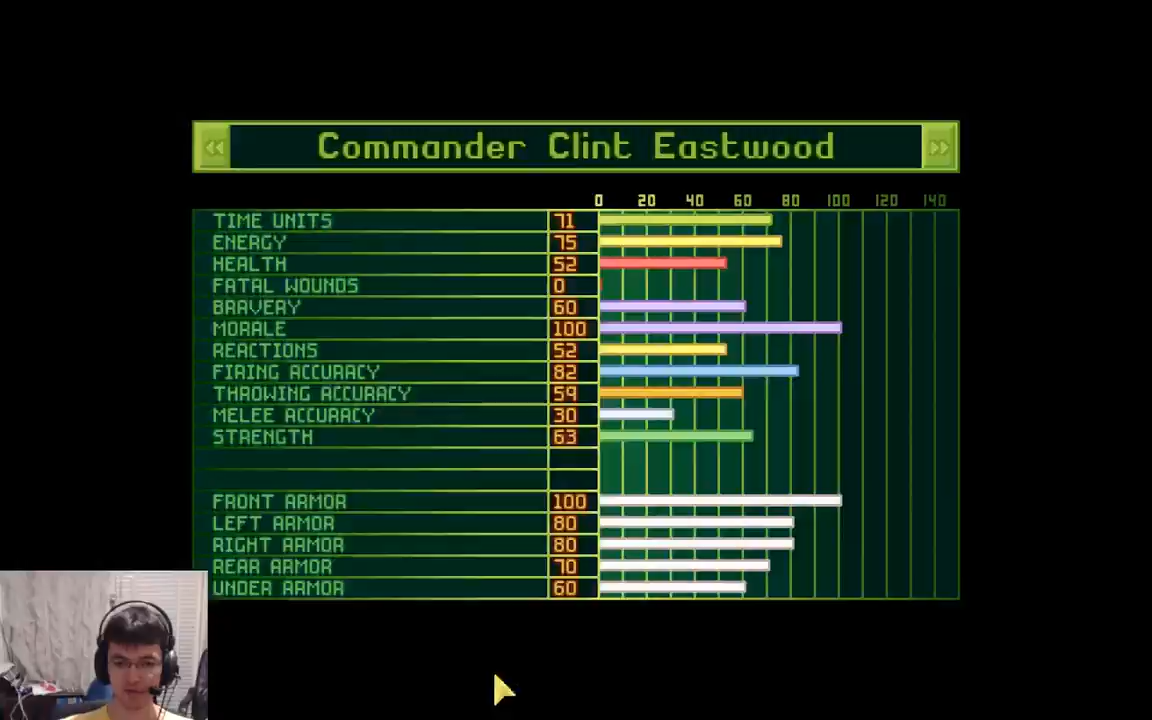 Commander Clint Eastwood
0 20 40 60 80 100 120 140
TIME UNITS 71
ENERGY 75
HEALTH 52
FATAL WOUNDS 0
BRAVERY 60
MORALE 100
REACTIONS 52
FIRING ACCURACY 82
THROWING ACCURACY 59
MELEE ACCURACY 30
STRENGTH 63
FRONT ARMOR 100
LEFT ARMOR 80
RIGHT ARMOR 80
REAR ARMOR 70
UNDER ARMOR 60